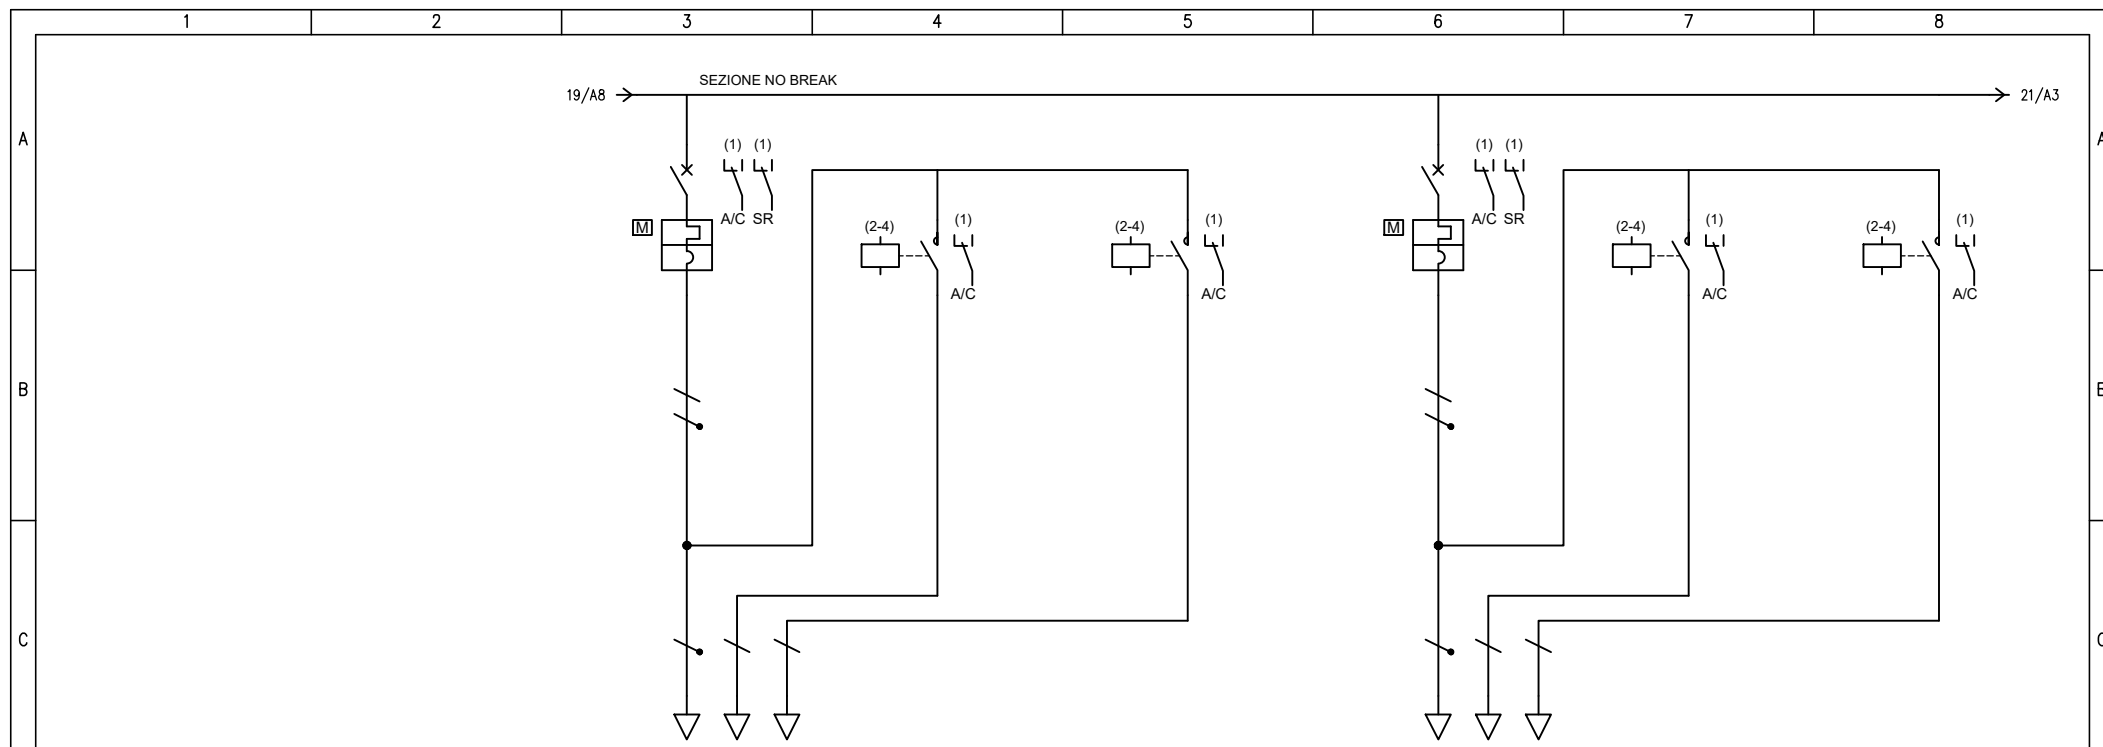 1 2 3 4 5 6 7 8
SEZIONE NO BREAK
19/A8 21/A3
A A
(1) (1) (1) (1)
A/C SR A/C SR
M M
(2-4) (1) (2-4) (1) (2-4) (1) (2-4) (1)
A/C A/C A/C A/C
B B
C C